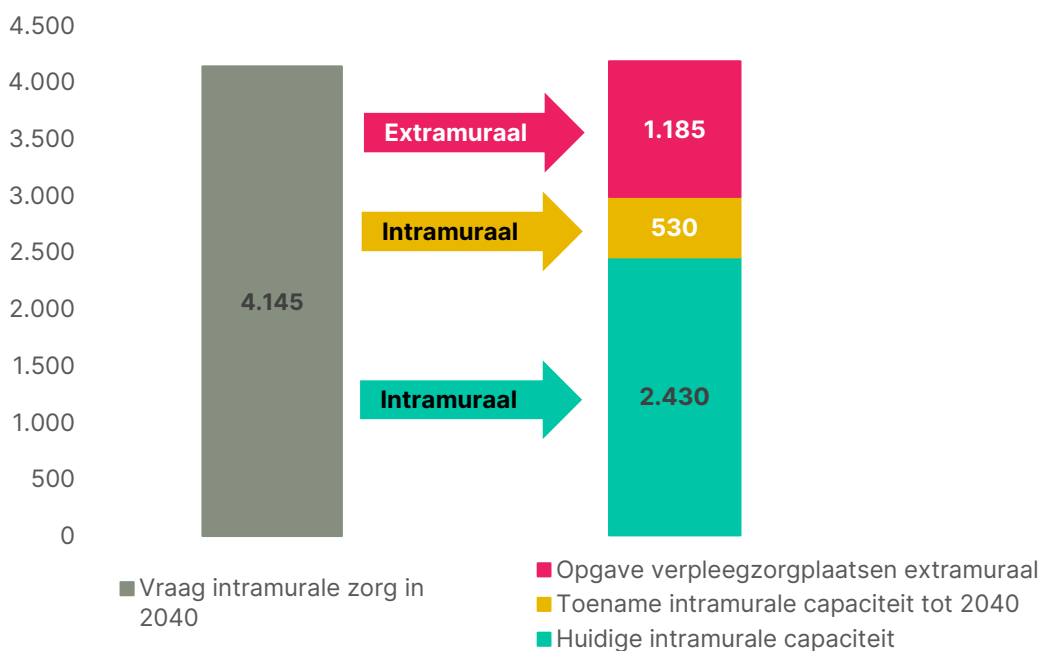 4.500
4.000
3.500
3.000
2.500
2.000
1.500
1.000
500
0
4.145
Extramuraal
Intramuraal
Intramuraal
1.185
530
2.430
Vraag intramurale zorg in
2040
Opgave verpleegzorgplaatsen extramuraal
Toename intramurale capaciteit tot 2040
Huidige intramurale capaciteit